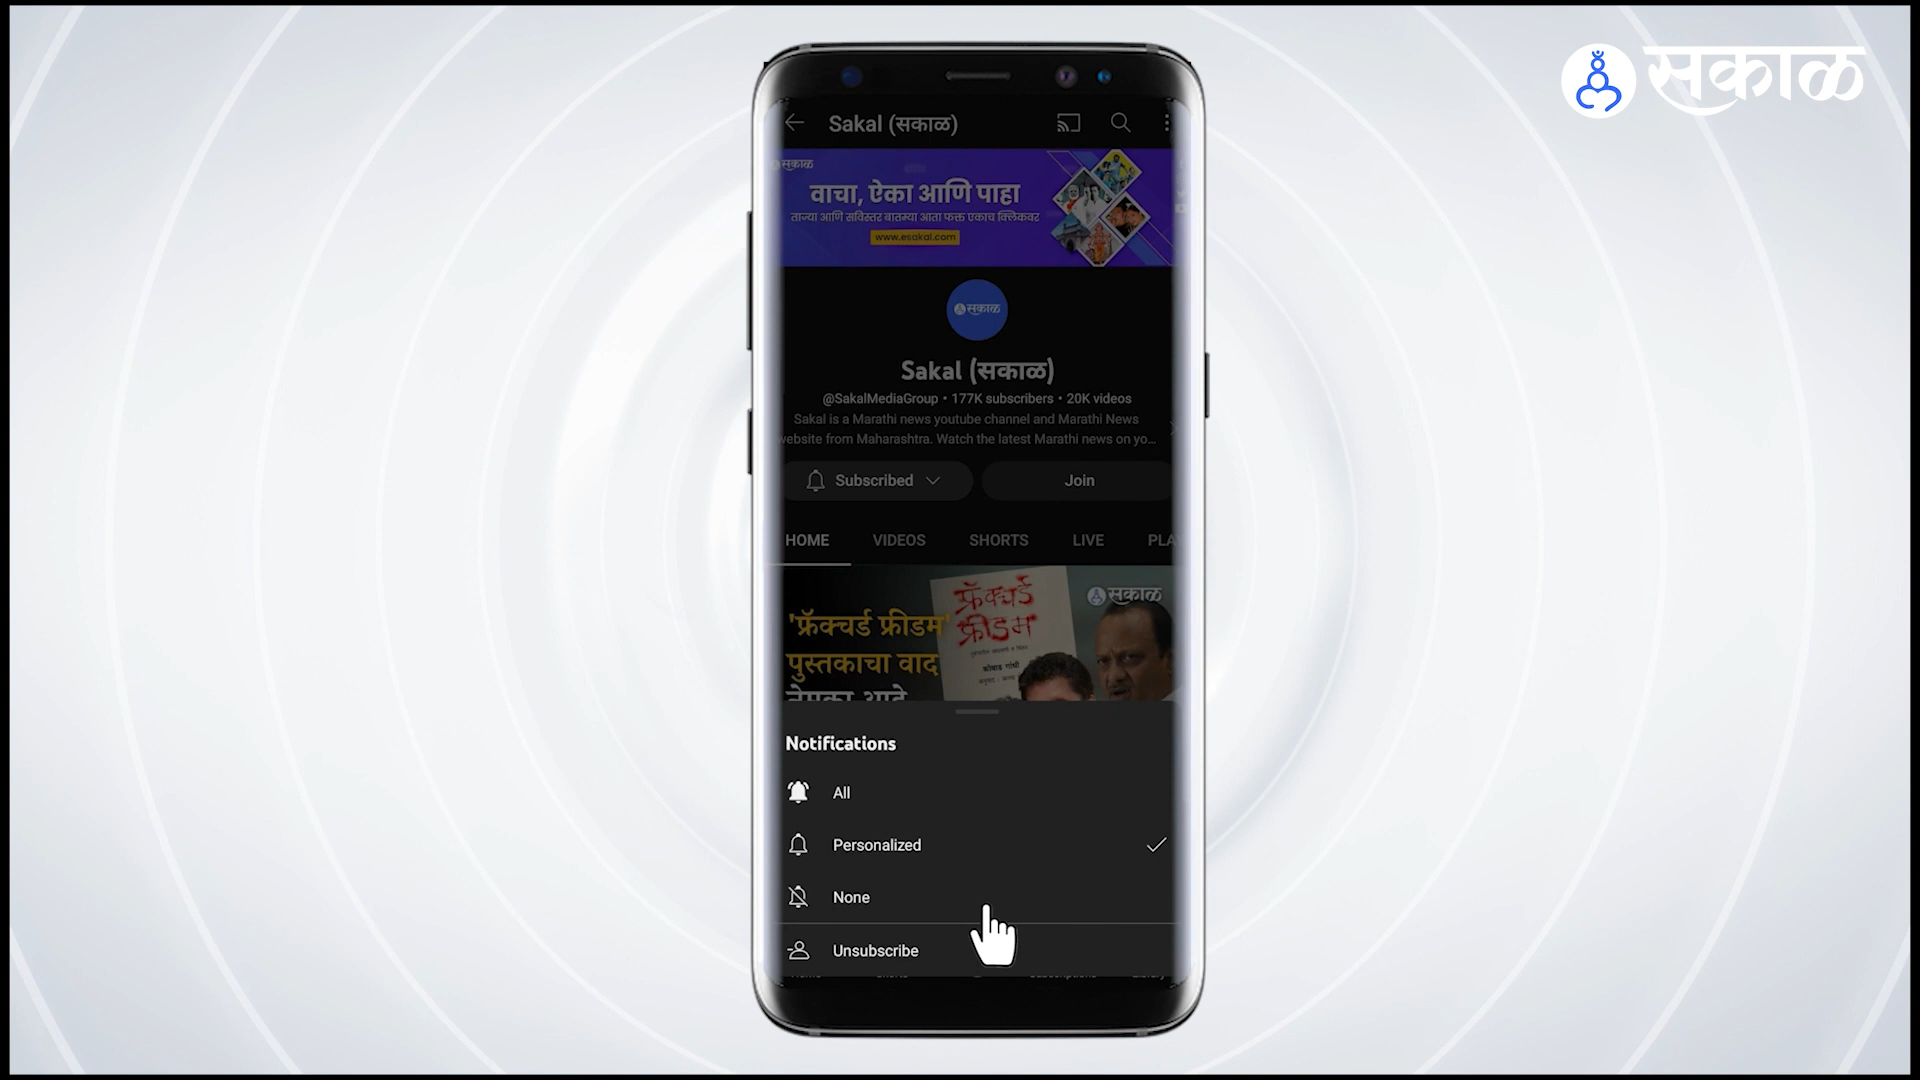 सकाळ
Sakal (सकाळ)
सकाळ
वाचा, ऐका आणि पाहा
ताज्या आणि सविस्तर बातम्या आता फक्त एकाच क्लिकवर
www.esakal.com
सकाळ
Sakal (सकाळ)
@SakalMediaGroup • 177K subscribers • 20K videos
Sakal is a Marathi news youtube channel and Marathi News
website from Maharashtra. Watch the latest Marathi news on yo...
Subscribed
Join
HOME VIDEOS SHORTS LIVE PLA
फ्रॅक्चर्ड
फ्रीडम
कोबाड गांधी
सकाळ
'फ्रॅक्चर्ड फ्रीडम'
पुस्तकाचा वाद
नेमका आहे
Notifications
All
Personalized
None
Unsubscribe